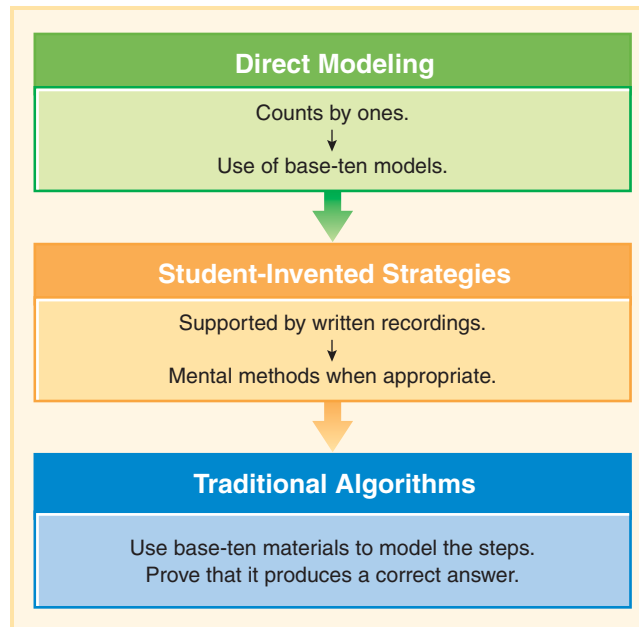 Direct Modeling
Counts by ones.
Use of base-ten models.
Student-Invented Strategies
Supported by written recordings.
Mental methods when appropriate.
Traditional Algorithms
Use base-ten materials to model the steps.
Prove that it produces a correct answer.